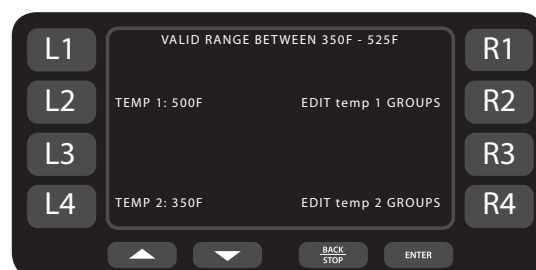 L1
VALID RANGE BETWEEN 350F - 525F
R1
L2
TEMP 1: 500F
EDIT temp 1 GROUPS
R2
L3
R3
L4
TEMP 2: 350F
EDIT temp 2 GROUPS
R4
BACK
STOP
ENTER